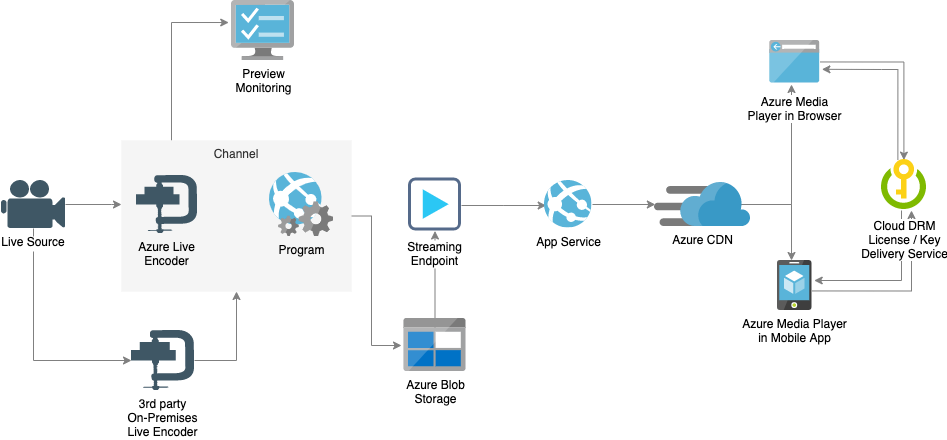 Preview
Monitoring
Channel
Live Source
Azure Live
Encoder
Program
3rd party
On-Premises
Live Encoder
Streaming
Endpoint
Azure Blob
Storage
App Service
Azure CDN
Azure Media
Player in Browser
Cloud DRM
License / Key
Delivery Service
Azure Media Player
in Mobile App